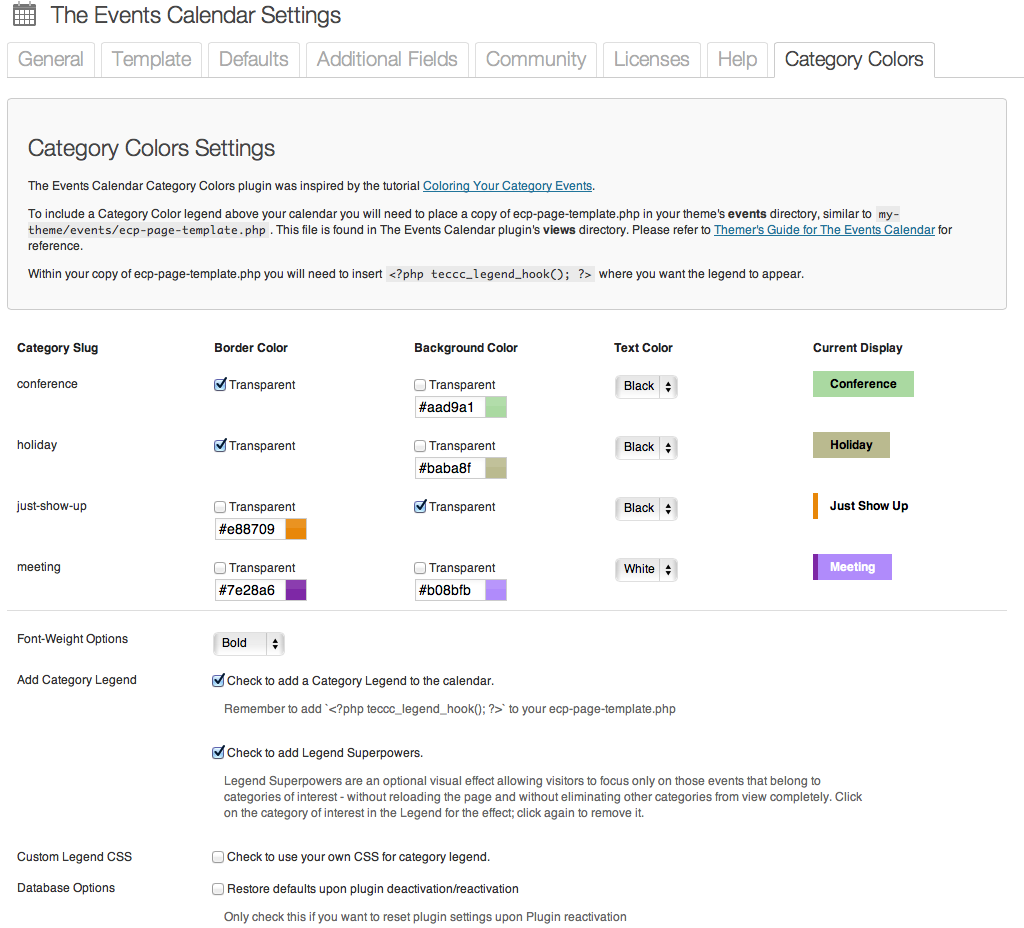 The Events Calendar Settings
General Template Defaults Additional Fields Community Licenses Help Category Colors
Category Colors Settings
The Events Calendar Category Colors plugin was inspired by the tutorial Coloring Your Category Events.
To include a Category Color legend above your calendar you will need to place a copy of ecp-page-template.php in your theme's events directory, similar to my-
theme/events/ecp-page-template.php . This file is found in The Events Calendar plugin's views directory. Please refer to Themer's Guide for The Events Calendar for
reference.
Within your copy of ecp-page-template.php you will need to insert <?php teccc_legend_hook(); ?> where you want the legend to appear.
Category Slug Border Color Background Color Text Color Current Display
conference Transparent Transparent Black Conference
#aad9a1
holiday Transparent Transparent Black Holiday
#baba8f
just-show-up Transparent Transparent Black Just Show Up
#e88709
meeting Transparent Transparent White Meeting
#7e28a6 #b08bfb
Font-Weight Options Bold
Add Category Legend Check to add a Category Legend to the calendar.
Remember to add `<?php teccc_legend_hook(); ?>` to your ecp-page-template.php
Check to add Legend Superpowers.
Legend Superpowers are an optional visual effect allowing visitors to focus only on those events that belong to
categories of interest - without reloading the page and without eliminating other categories from view completely. Click
on the category of interest in the Legend for the effect; click again to remove it.
Custom Legend CSS Check to use your own CSS for category legend.
Database Options Restore defaults upon plugin deactivation/reactivation
Only check this if you want to reset plugin settings upon Plugin reactivation